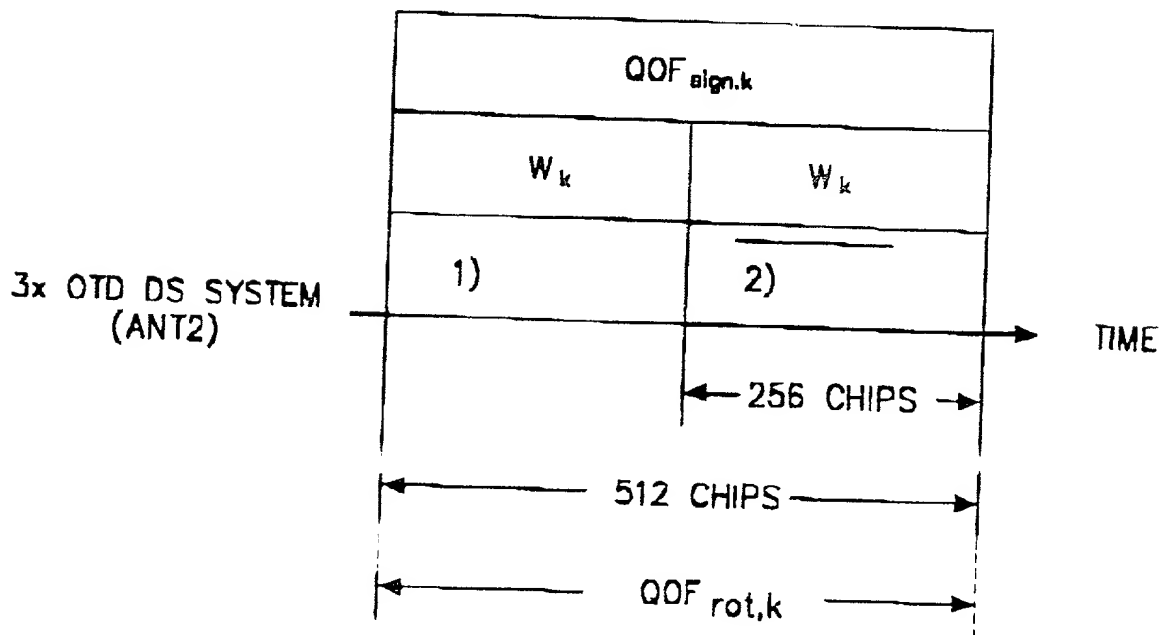 QOF sign.k
W k
W k
1)
2)
3x OTD DS SYSTEM
(ANT2)
TIME
256 CHIPS
512 CHIPS
QOF rot,k